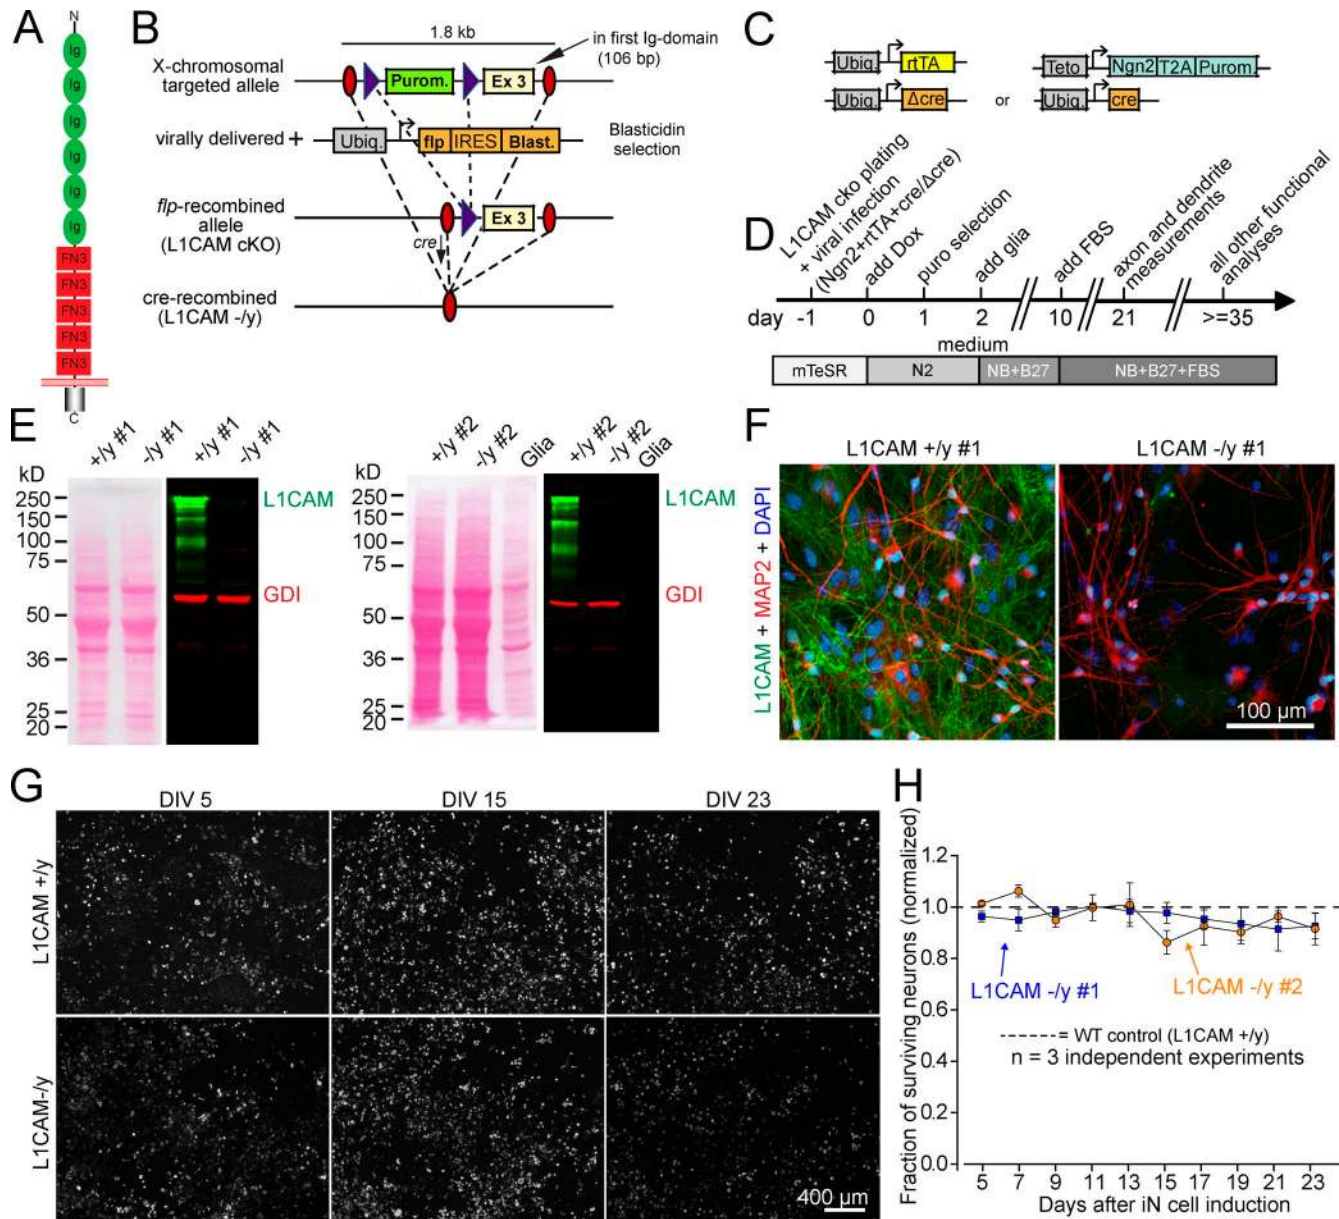 A
N
Ig
Ig
Ig
Ig
Ig
Ig
FN3
FN3
FN3
FN3
FN3
C
B
1.8 kb
in first Ig-domain
(106 bp)
X-chromosomal
targeted allele
Purom.
Ex 3
virally delivered +
Ubiq.
flp
IRES
Blast.
Blasticidin
selection
flp-recombined
allele
(L1CAM cKO)
Ex 3
cre
cre-recombined
(L1CAM -/y)
C
Ubiq.
rtTA
Teto
Ngn2
T2A
Purom.
Ubiq.
Δcre
or
Ubiq.
cre
D
L1CAM cko plating
+ viral infection
(Ngn2+rtTA+cre/Δcre)
add Dox
puro selection
add glia
add FBS
axon and dendrite
measurements
all other functional
analyses
day -1 0 1 2 10 21 >=35
medium
mTeSR N2 NB+B27 NB+B27+FBS
E
+/y #1 -/y #1 +/y #1 -/y #1
kD
250
150
100
75
50
36
25
20
L1CAM
GDI
+/y #2 -/y #2 Glia +/y #2 -/y #2 Glia
kD
250
150
100
75
50
36
25
20
L1CAM
GDI
F
L1CAM +/y #1 L1CAM -/y #1
L1CAM + MAP2 + DAPI
100 µm
G
DIV 5 DIV 15 DIV 23
L1CAM +/y
L1CAM-/y
400 µm
H
Fraction of surviving neurons (normalized)
1.2
1.0
0.8
0.6
0.4
0.2
0.0
L1CAM -/y #1
L1CAM -/y #2
= WT control (L1CAM +/y)
n = 3 independent experiments
5 7 9 11 13 15 17 19 21 23
Days after iN cell induction